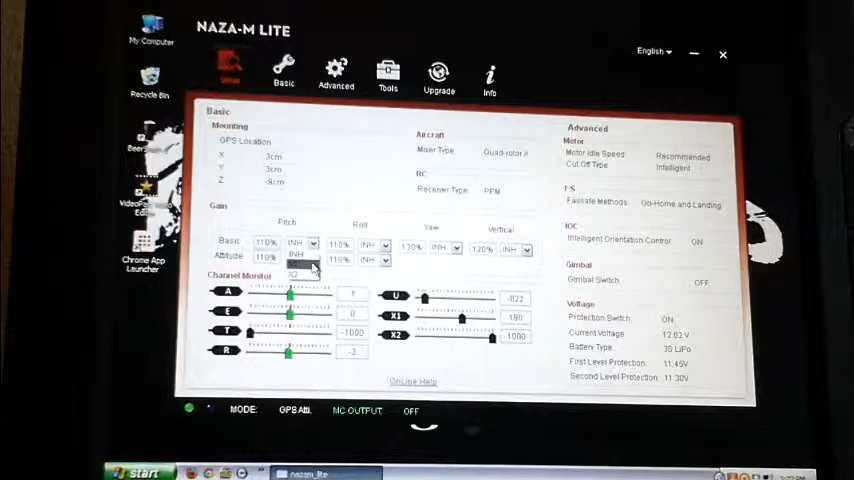 NAZA-M LITE
English
My Computer
View
Basic
Advanced
Tools
Upgrade
Info
Recycle Bin
Basic
Mounting
GPS Location
X 3cm
Y 3cm
Z -9cm
Aircraft
Mixer Type Quad-rotor X
RC
Receiver Type: PPM
Advanced
Motor
Motor Idle Speed: Recommended
Cut Off Type: Intelligent
F/S
Failsafe Methods: Go-Home and Landing
IOC
Intelligent Orientation Control ON
Gimbal
Gimbal Switch: OFF
Voltage
Protection Switch: ON
Current Voltage 12.02 V
Battery Type: 3S LiPo
First Level Protection: 11.45V
Second Level Protection: 11.30V
Gain
Pitch Roll Yaw Vertical
Basic 110% INH 110% INH 130% INH 120% INH
Attitude 110% 110% INH
INH
X2
Channel Monitor
A 7
E 0
T -1000
R -3
U -822
X1 180
X2 1000
OnLine Help
MODE: GPS Atti. MC OUTPUT: OFF
Chrome App
Launcher
start
nazam_lite